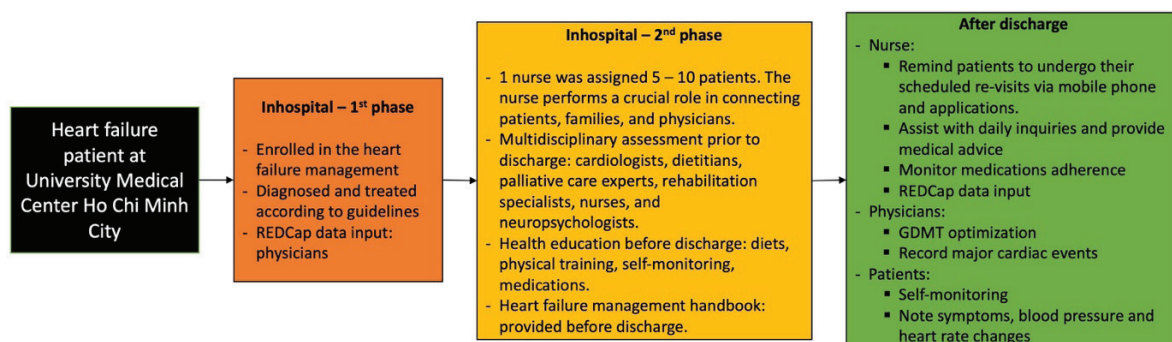 Heart failure
patient at
University Medical
Center Ho Chi Minh
City
Inhospital – 1st phase
- Enrolled in the heart
failure management
- Diagnosed and treated
according to guidelines
- REDCap data input:
physicians
Inhospital – 2nd phase
- 1 nurse was assigned 5 – 10 patients. The
nurse performs a crucial role in connecting
patients, families, and physicians.
- Multidisciplinary assessment prior to
discharge: cardiologists, dietitians,
palliative care experts, rehabilitation
specialists, nurses, and
neuropsychologists.
- Health education before discharge: diets,
physical training, self-monitoring,
medications.
- Heart failure management handbook:
provided before discharge.
After discharge
- Nurse:
▪ Remind patients to undergo their
scheduled re-visits via mobile phone
and applications.
▪ Assist with daily inquiries and provide
medical advice
▪ Monitor medications adherence
▪ REDCap data input
- Physicians:
▪ GDMT optimization
▪ Record major cardiac events
- Patients:
▪ Self-monitoring
▪ Note symptoms, blood pressure and
heart rate changes